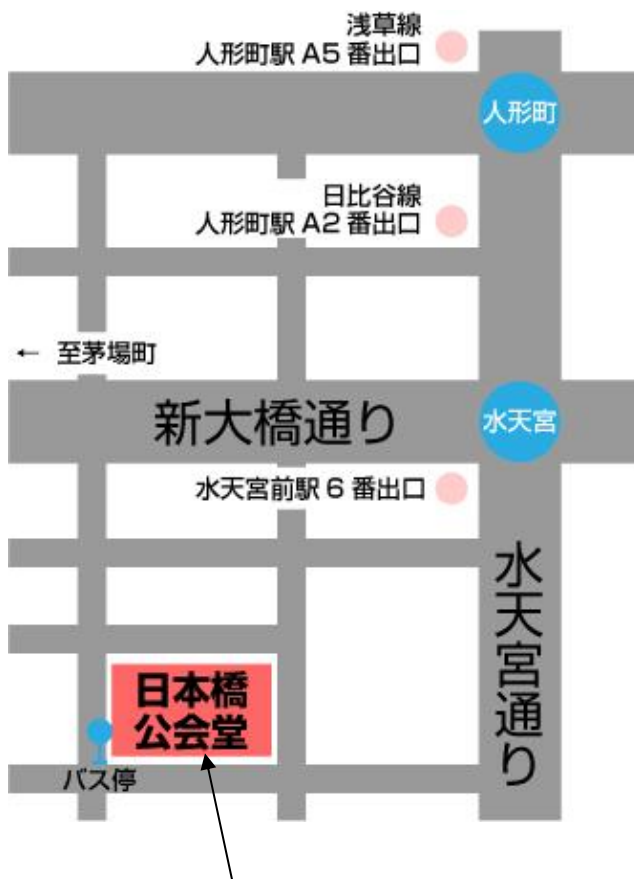 浅草線
人形町駅 A5 番出口
人形町
日比谷線
人形町駅 A2 番出口
← 至茅場町
新大橋通り
水天宮
水天宮前駅 6 番出口
水天宮通り
日本橋
公会堂
バス停